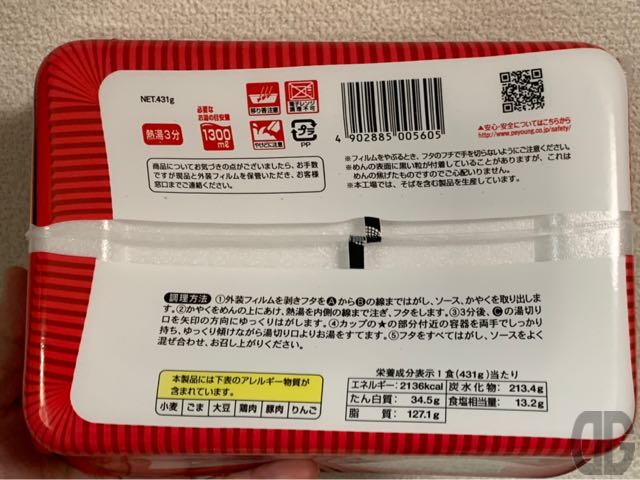 NET.431g
熱湯3分
必要な
お湯の目安量
1300
mℓ
移り香注意
電子レンジ
調理不可
やけどに注意
プラ
PP
4 902885 005605
▲安心・安全についてはこちらから
http://www.peyoung.co.jp/safety/
商品についてお気づきの点がございましたら、お手数
ですが現品と外装フィルムを保管いただき、お客様
窓口までご連絡ください。
※フィルムをやぶるとき、フタのフチで手を切らないようにご注意ください。
※めんの表面に黒い粒が付着していることがありますが、これは
めんの焦げたものですのでご心配いりません。
※本工場では、そばを含む製品を生産しています。
調理方法 ①外装フィルムを剥きフタをAからBの線まではがし、ソース、かやくを取り出しま
す。②かやくをめんの上にあけ、熱湯を内側の線まで注ぎ、フタをします。③3分後、Cの湯切り
口を矢印の方向にゆっくりはがします。④カップの★の部分付近の容器を両手でしっかり
持ち、ゆっくり傾けながら湯切り口よりお湯をすてます。⑤フタをすべてはがし、ソースをよく
混ぜ合わせ、お召し上がりください。
本製品には下表のアレルギー物質が
含まれています。
小麦 ごま 大豆 鶏肉 豚肉 りんご
栄養成分表示1食(431g)当たり
エネルギー:2136kcal 炭水化物:213.4g
たん白質:34.5g 食塩相当量:13.2g
脂質:127.1g
DG